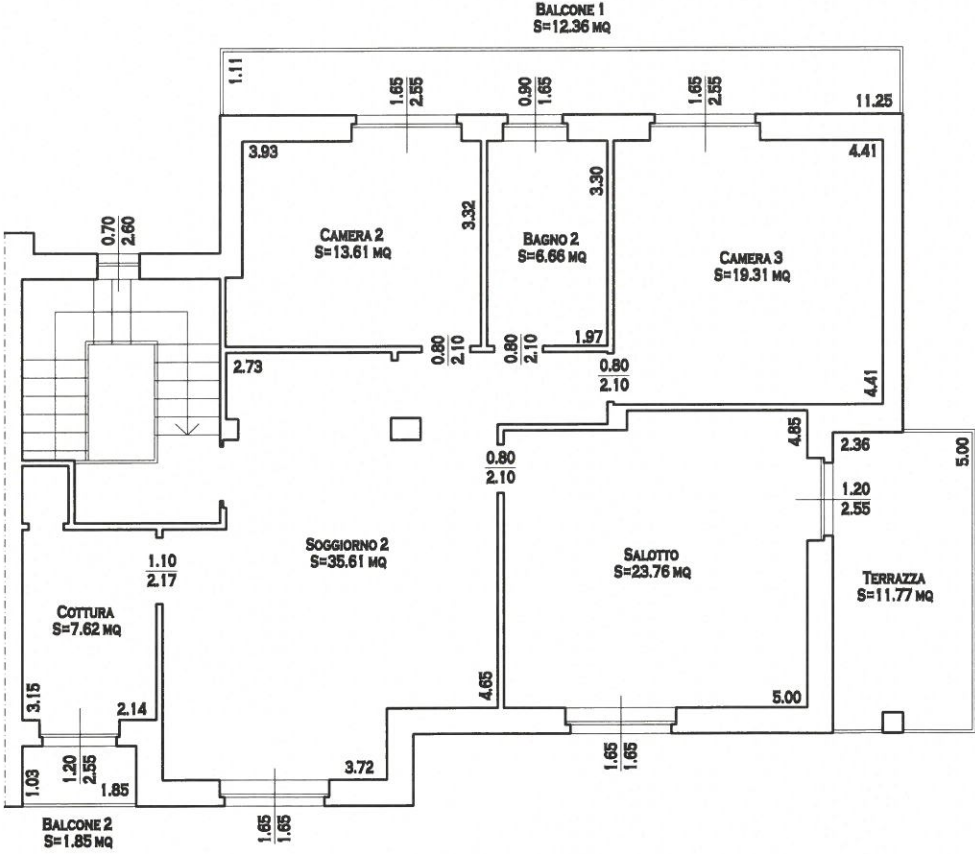 BALCONE 1
S=12.36 MQ
1.11
1.65
2.55
0.90
1.65
1.65
2.55
11.25
3.93
3.32
3.30
4.41
0.70
2.60
CAMERA 2
S=13.61 MQ
BAGNO 2
S=6.66 MQ
CAMERA 3
S=19.31 MQ
2.73
0.80
2.10
0.80
2.10
1.97
0.80
2.10
4.41
4.85
2.36
5.00
0.80
2.10
1.20
2.55
1.10
2.17
SOGGIORNO 2
S=35.61 MQ
SALOTTO
S=23.76 MQ
TERRAZZA
S=11.77 MQ
COTTURA
S=7.62 MQ
3.15
2.14
4.65
5.00
1.03
1.20
2.55
1.85
3.72
1.65
1.65
1.65
1.65
BALCONE 2
S=1.85 MQ